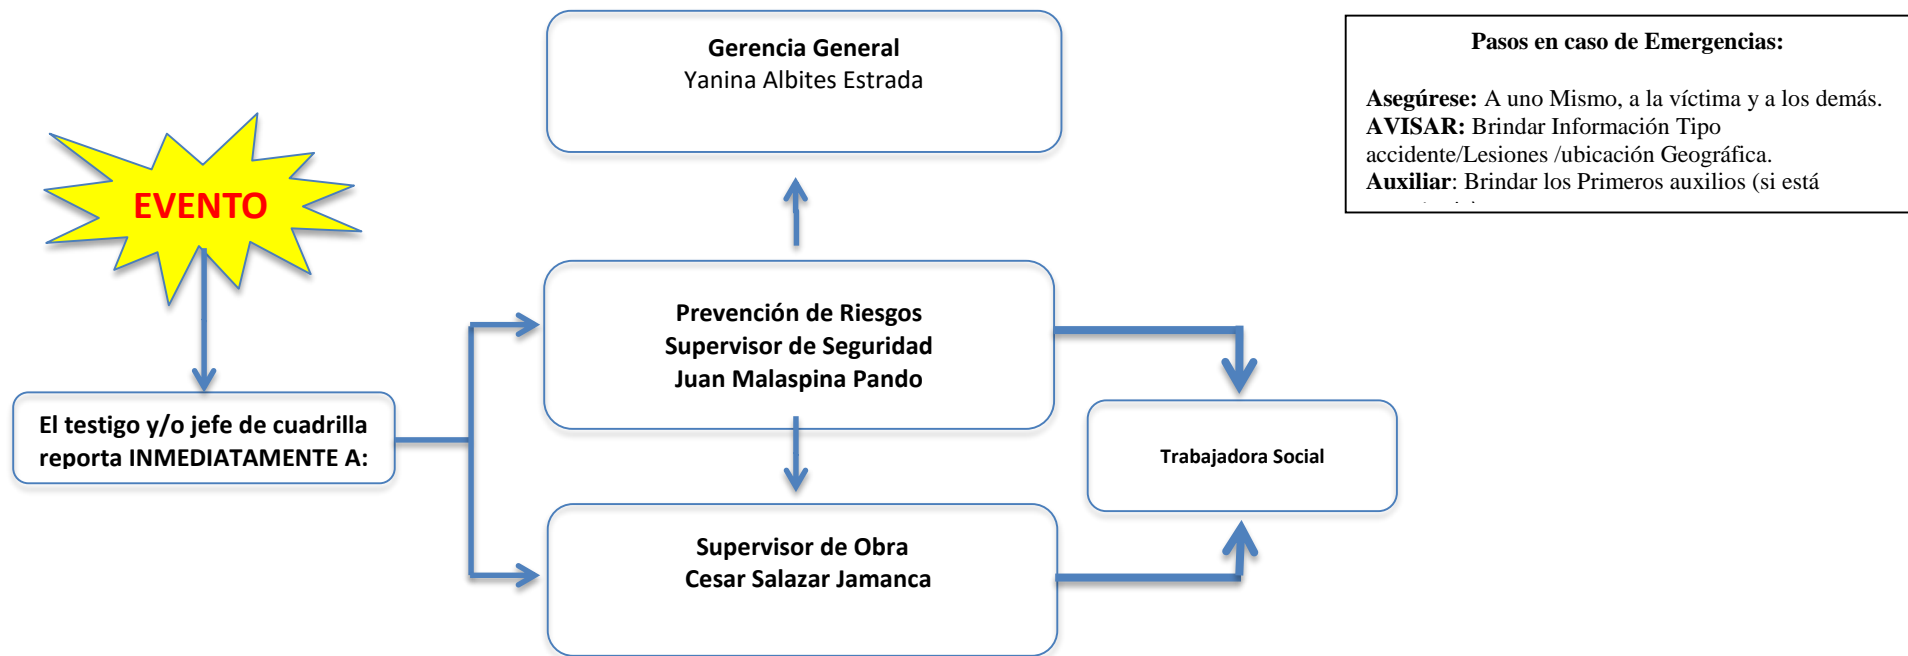 Gerencia General
Yanina Albites Estrada
Pasos en caso de Emergencias:
Asegúrese: A uno Mismo, a la víctima y a los demás.
AVISAR: Brindar Información Tipo
accidente/Lesiones /ubicación Geográfica.
Auxiliar: Brindar los Primeros auxilios (si está
EVENTO
Prevención de Riesgos
Supervisor de Seguridad
Juan Malaspina Pando
El testigo y/o jefe de cuadrilla
reporta INMEDIATAMENTE A:
Trabajadora Social
Supervisor de Obra
Cesar Salazar Jamanca